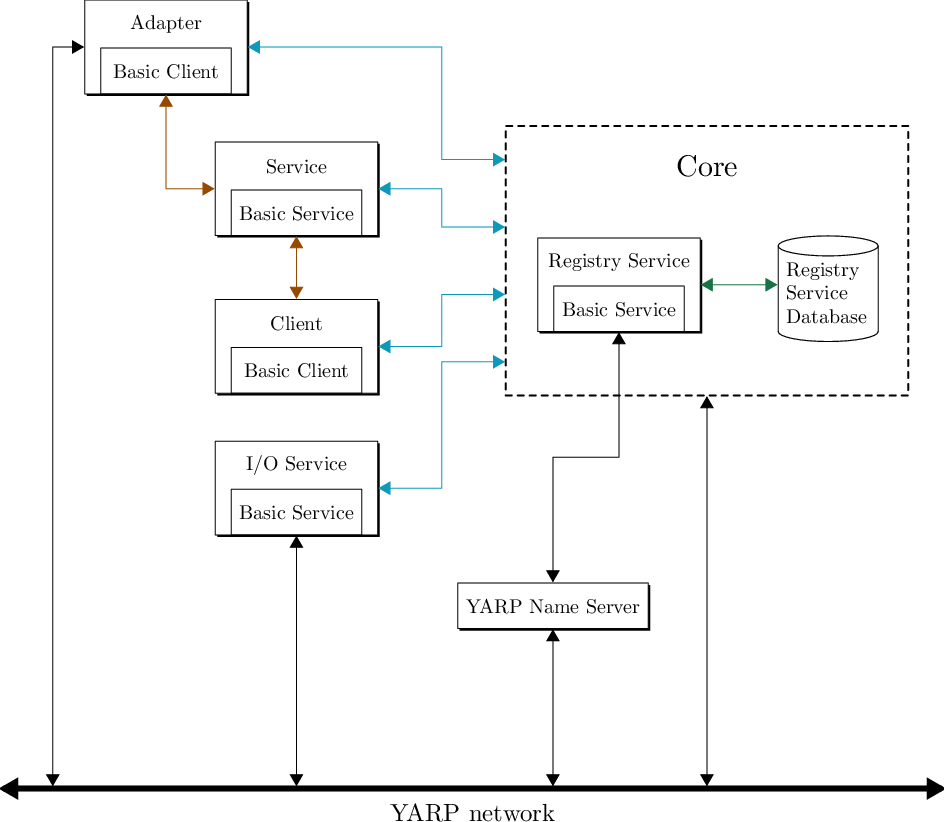 Adapter
Basic Client
Service
Basic Service
Client
Basic Client
I/O Service
Basic Service
Core
Registry Service
Basic Service
Registry
Service
Database
YARP Name Server
YARP network